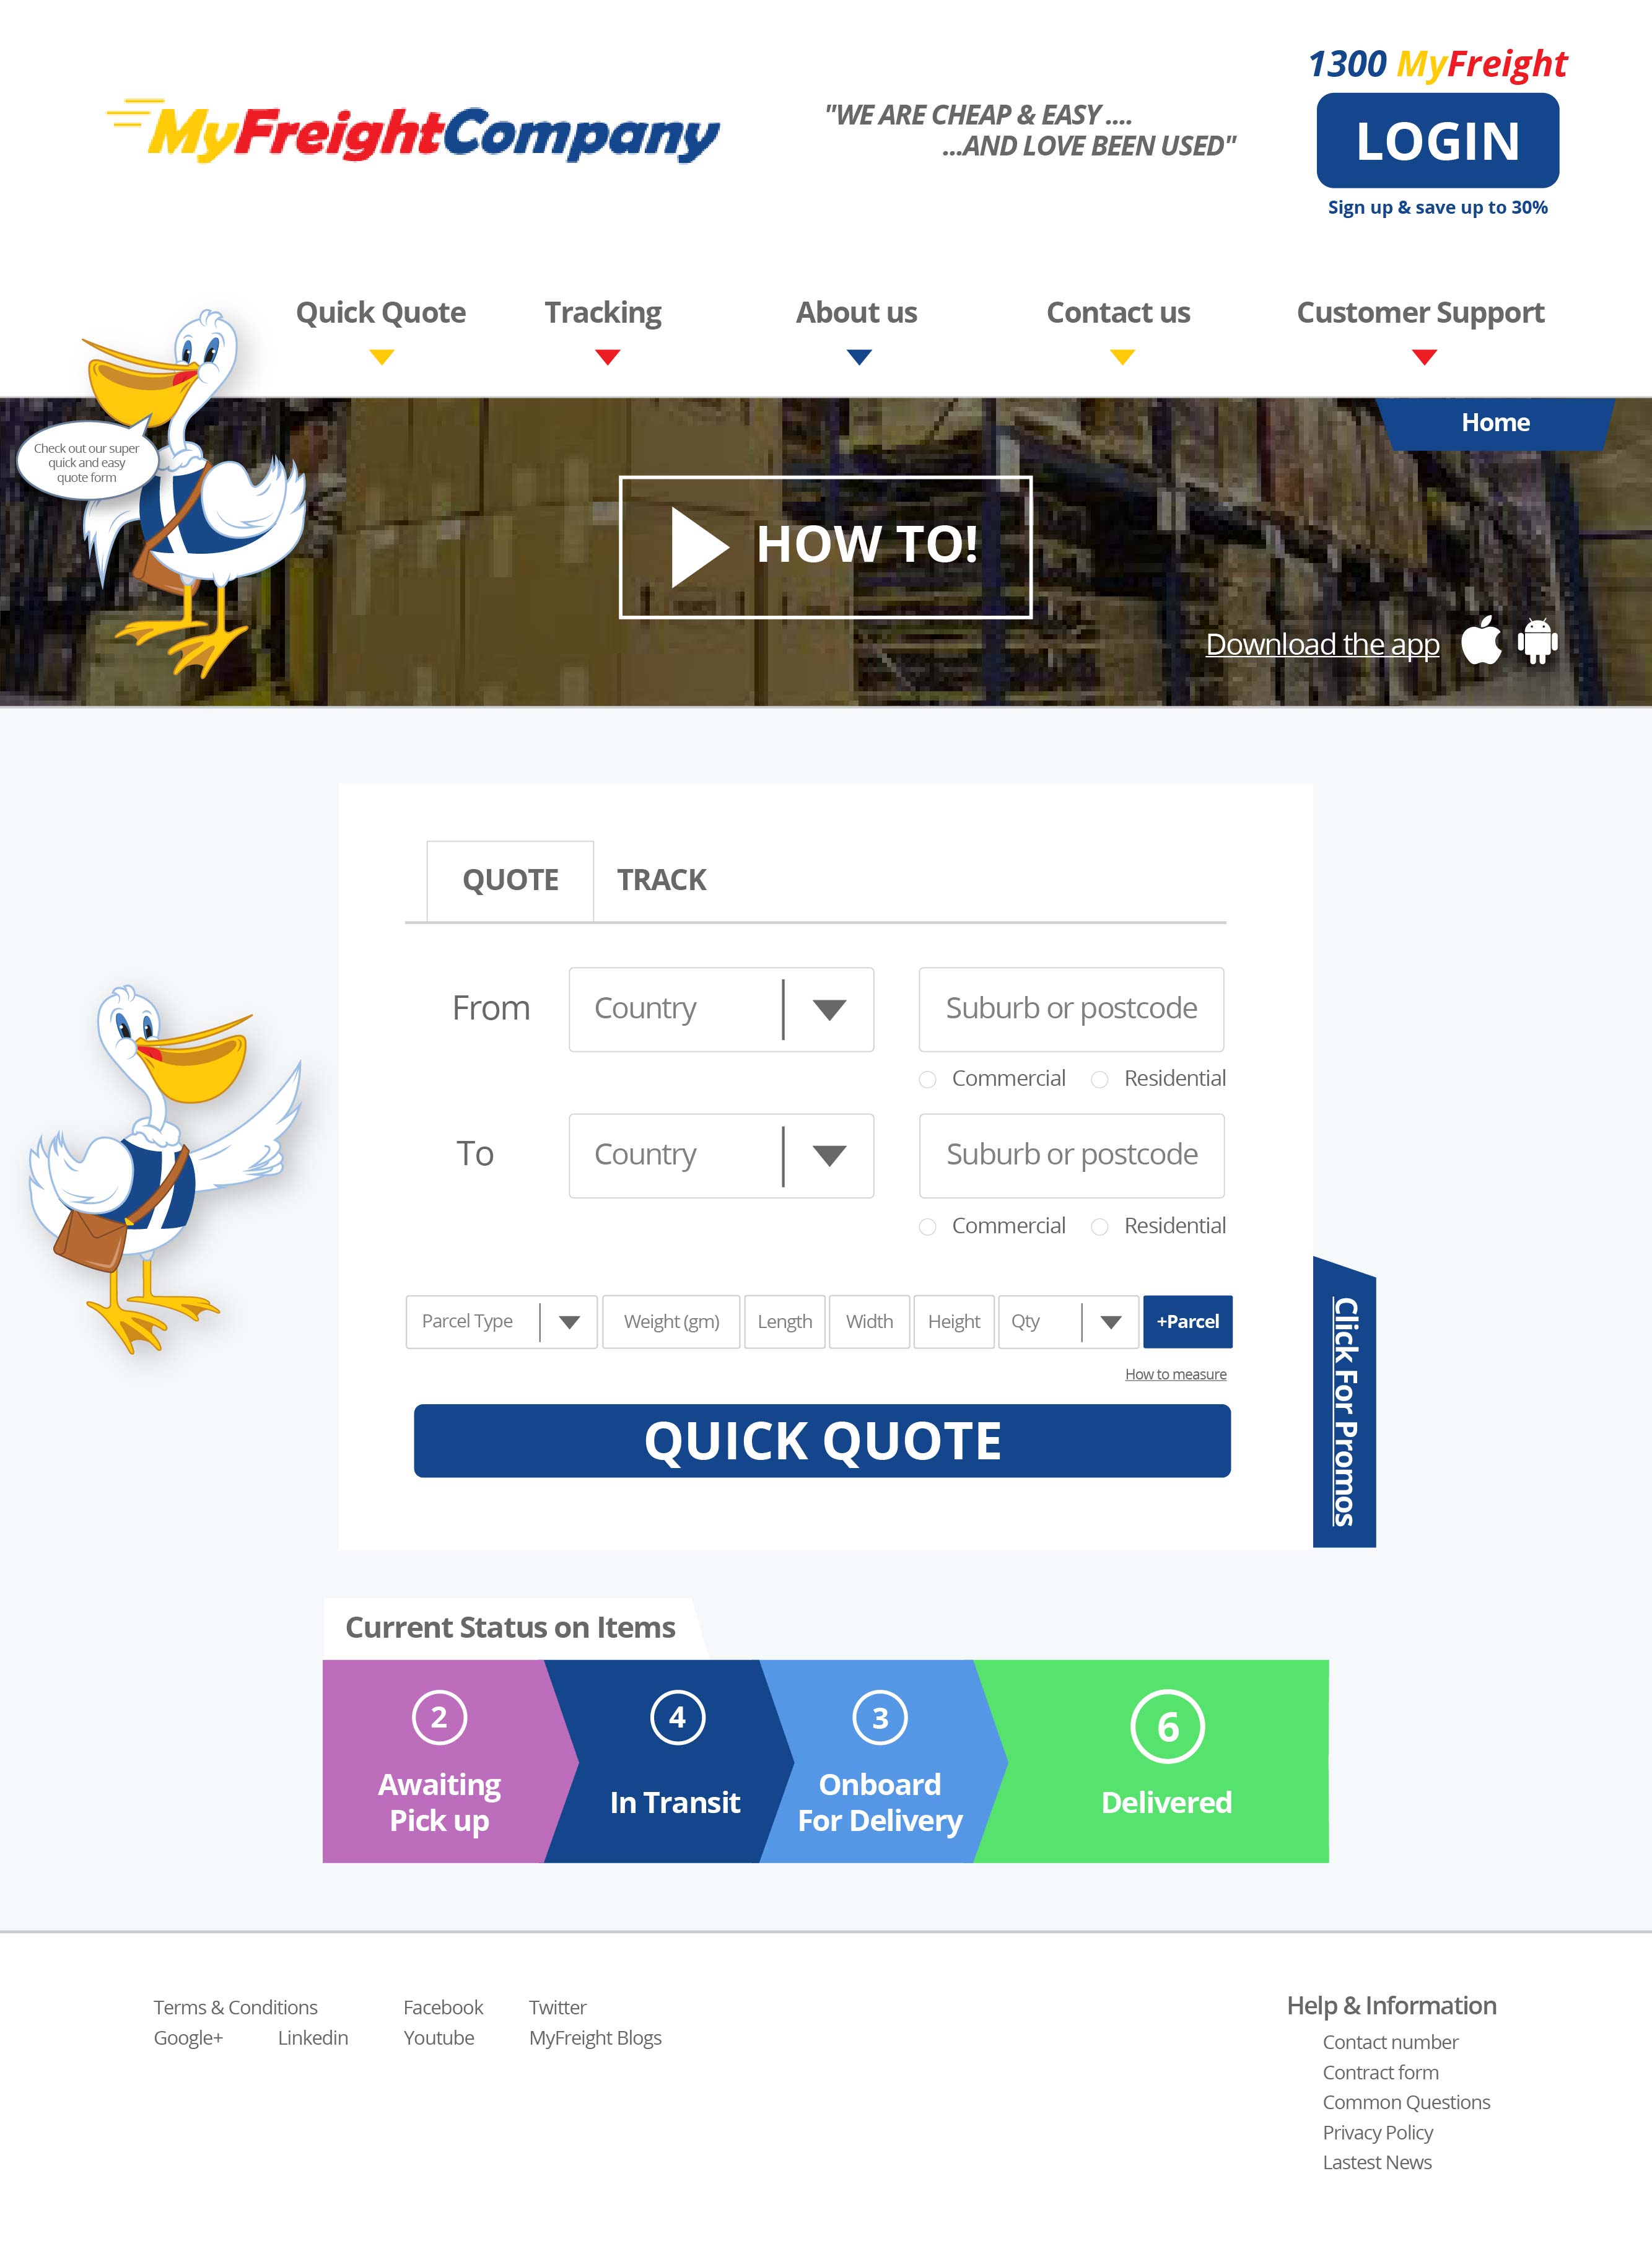 1300 MyFreight
MyFreightCompany
"WE ARE CHEAP & EASY ....
...AND LOVE BEEN USED"
LOGIN
Sign up & save up to 30%
Quick Quote
Tracking
About us
Contact us
Customer Support
Home
Check out our super
quick and easy
quote form
HOW TO!
Download the app
QUOTE
TRACK
From
Country
Suburb or postcode
Commercial
Residential
To
Country
Suburb or postcode
Commercial
Residential
Parcel Type
Weight (gm)
Length
Width
Height
Qty
+Parcel
How to measure
QUICK QUOTE
Click For Promos
Current Status on Items
2
Awaiting
Pick up
4
In Transit
3
Onboard
For Delivery
6
Delivered
Terms & Conditions
Facebook
Twitter
Google+
Linkedin
Youtube
MyFreight Blogs
Help & Information
Contact number
Contract form
Common Questions
Privacy Policy
Lastest News